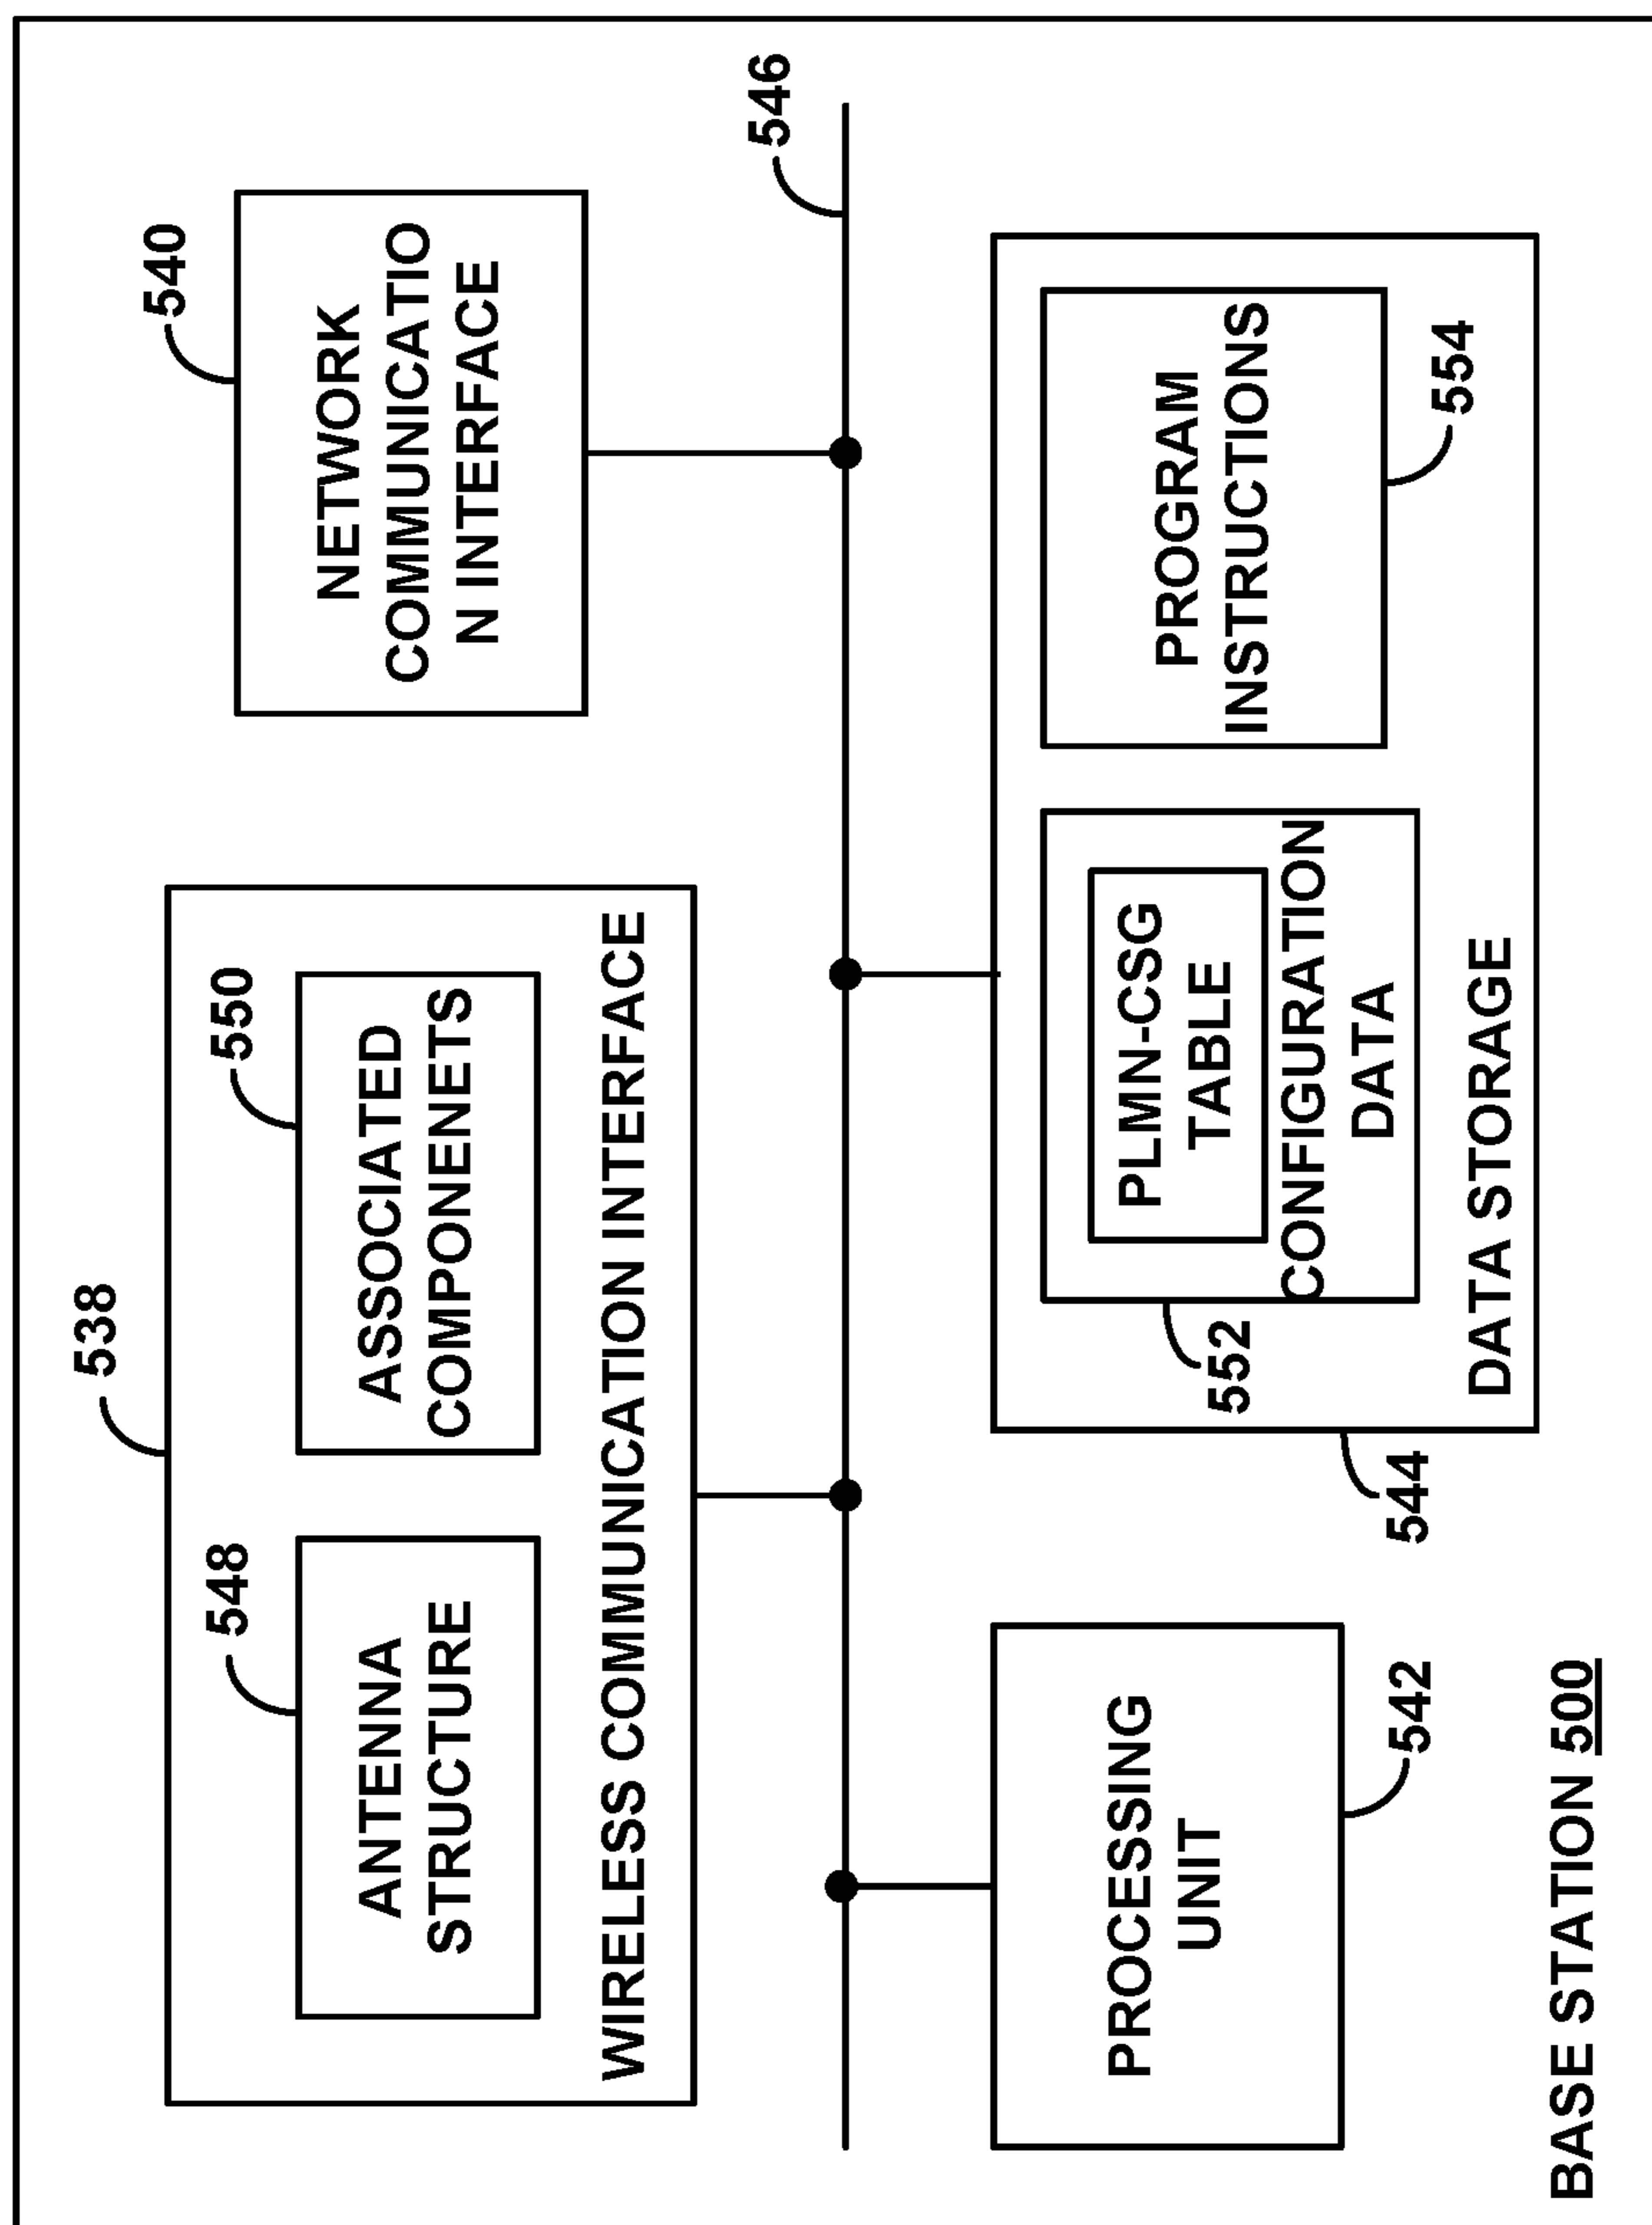 538
548
ANTENNA
STRUCTURE
550
ASSOCIATED
COMPONENETS
WIRELESS COMMUNICATION INTERFACE
540
NETWORK
COMMUNICATIO
N INTERFACE
546
PROCESSING
UNIT
542
PLMN-CSG
TABLE
CONFIGURATION
DATA
552
PROGRAM
INSTRUCTIONS
554
DATA STORAGE
544
BASE STATION 500